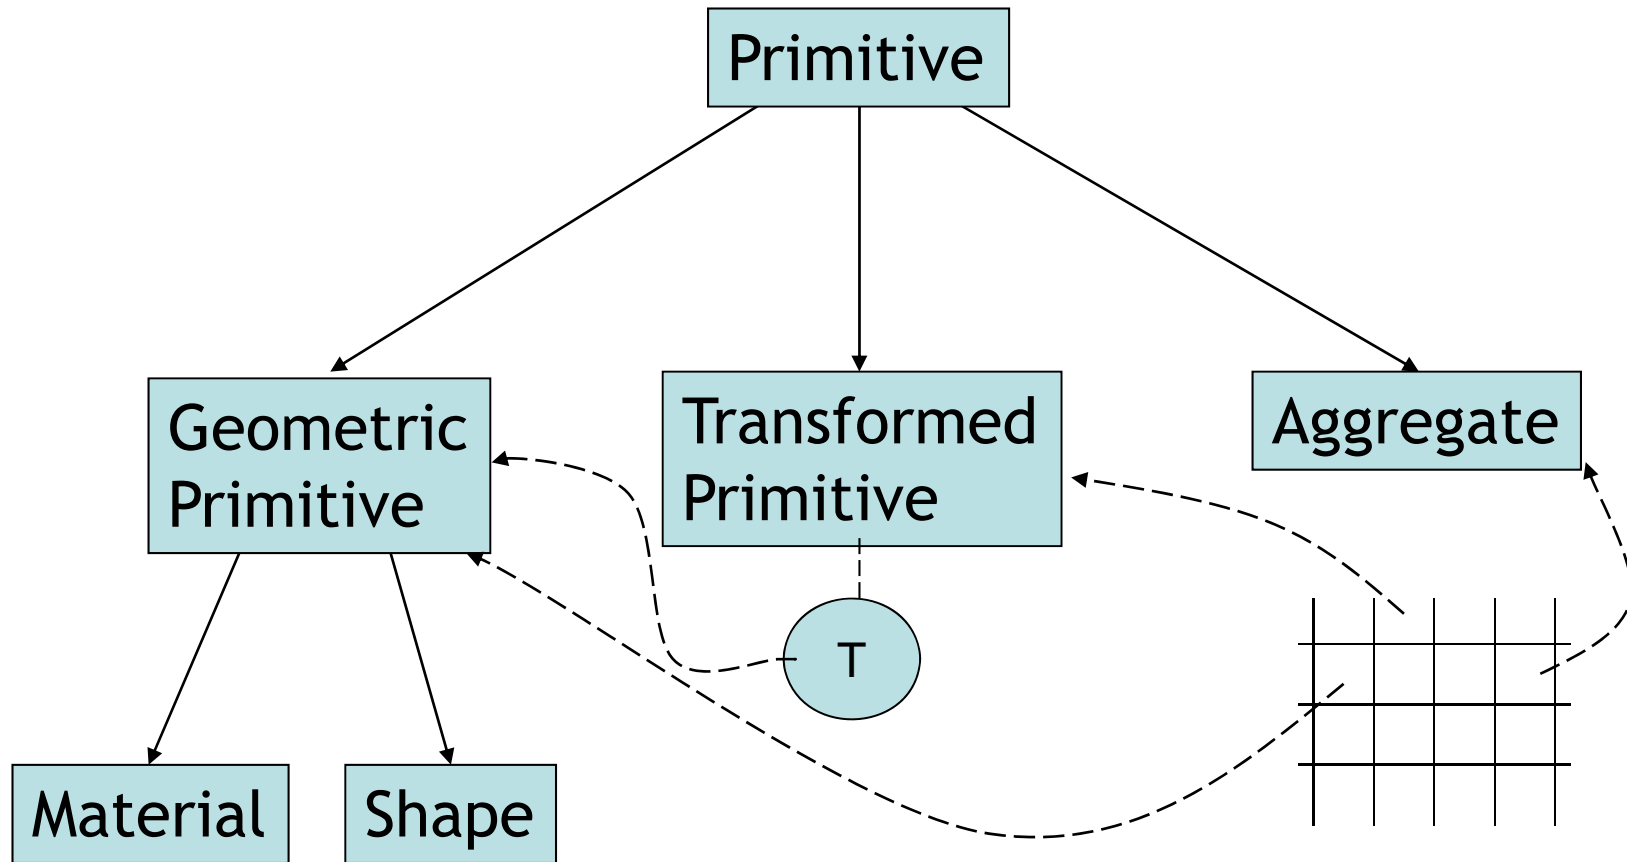 Primitive
Geometric
Primitive
Transformed
Primitive
Aggregate
T
Material
Shape